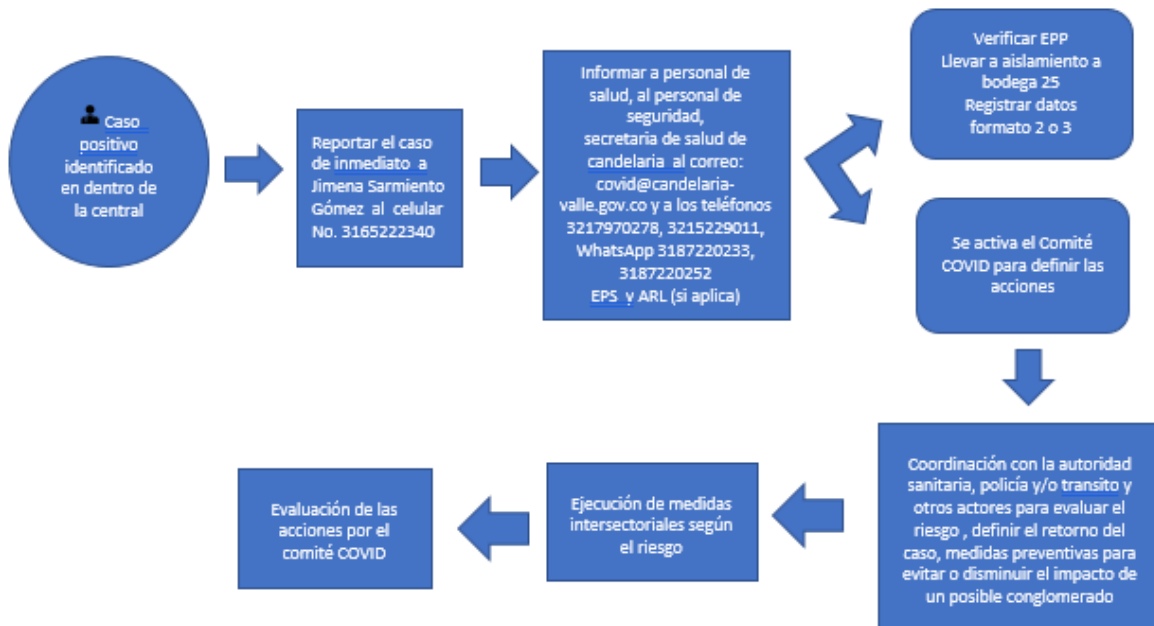 Caso
positivo
identificado
en dentro de
la central
Reportar el caso
de inmediato a
Jimena Sarmiento
Gómez al celular
No. 3165222340
Informar a personal de
salud, al personal de
seguridad,
secretaria de salud de
candelaria al correo:
covid@candelaria-
valle.gov.co y a los teléfonos
3217970278, 3215229011,
WhatsApp 3187220233,
3187220252
EPS y ARL (si aplica)
Verificar EPP
Llevar a aislamiento a
bodega 25
Registrar datos
formato 2 o 3
Se activa el Comité
COVID para definir las
acciones
Coordinación con la autoridad
sanitaria, policía y/o transito y
otros actores para evaluar el
riesgo , definir el retorno del
caso, medidas preventivas para
evitar o disminuir el impacto de
un posible conglomerado
Ejecución de medidas
intersectoriales según
el riesgo
Evaluación de las
acciones por el
comité COVID